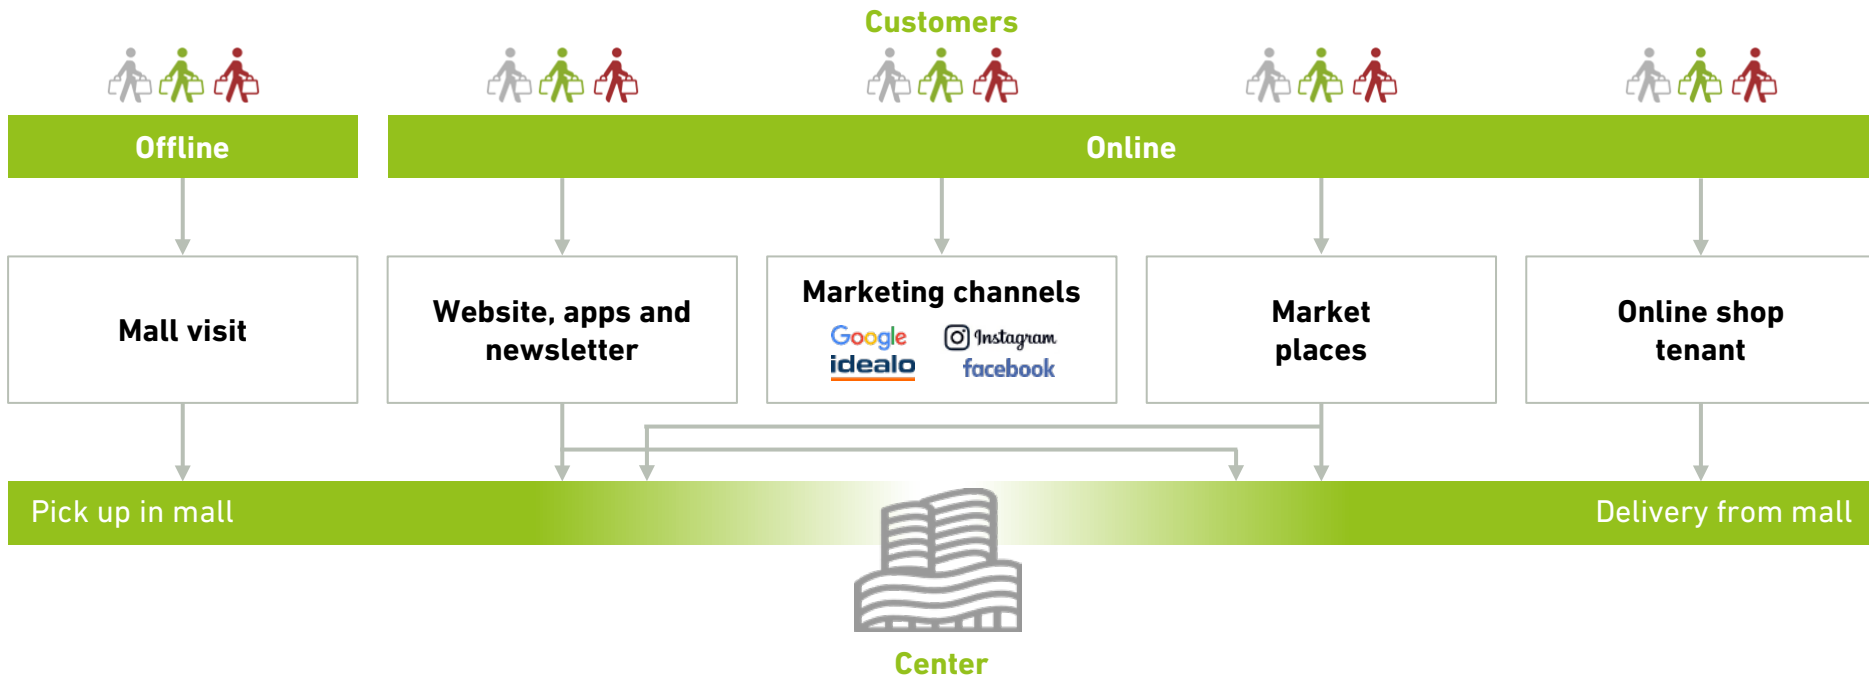 Customers
Offline
Online
Mall visit
Website, apps and
newsletter
Marketing channels
Google
Instagram
idealo
facebook
Market
places
Online shop
tenant
Pick up in mall
Delivery from mall
Center